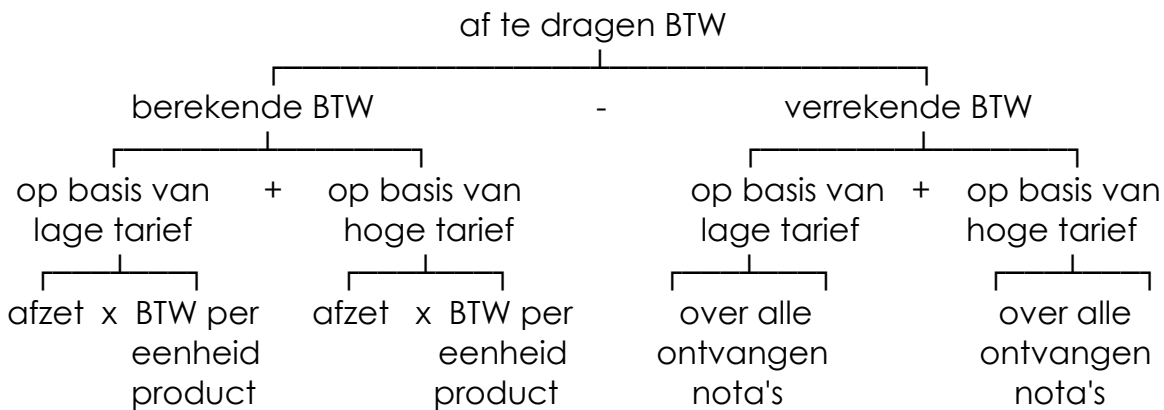 af te dragen BTW
berekende BTW - verrekende BTW
op basis van + op basis van op basis van + op basis van
lage tarief hoge tarief lage tarief hoge tarief
afzet x BTW per afzet x BTW per over alle over alle
eenheid eenheid ontvangen ontvangen
product product nota's nota's